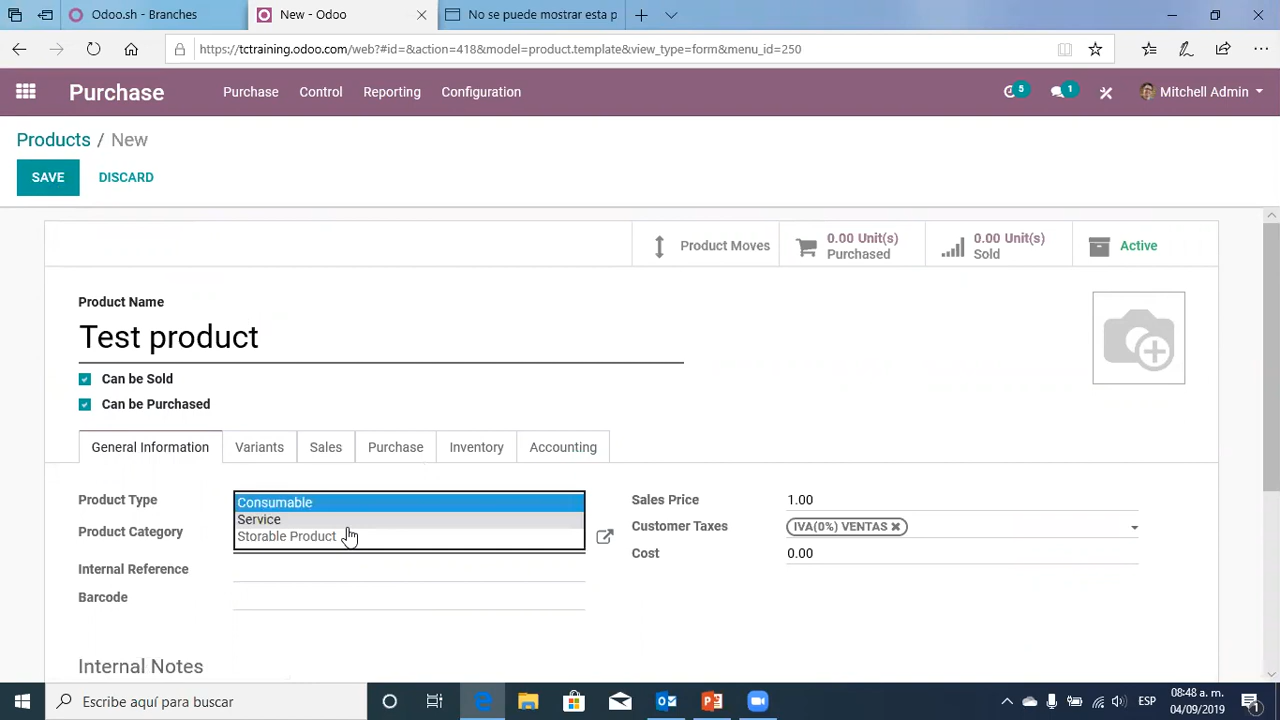 Odoo.sh - Branches
New - Odoo
No se puede mostrar esta p
https://tctraining.odoo.com/web?#id=&action=418&model=product.template&view_type=form&menu_id=250
Purchase
Purchase Control Reporting Configuration
5
1
Mitchell Admin
Products / New
SAVE DISCARD
Product Moves
0.00 Unit(s)
Purchased
0.00 Unit(s)
Sold
Active
Product Name
Test product
Can be Sold
Can be Purchased
General Information Variants Sales Purchase Inventory Accounting
Product Type
Consumable
Service
Storable Product
Product Category
Internal Reference
Barcode
Sales Price 1.00
Customer Taxes IVA(0%) VENTAS
Cost 0.00
Internal Notes
Escribe aquí para buscar
ESP
08:48 a. m.
04/09/2019
1